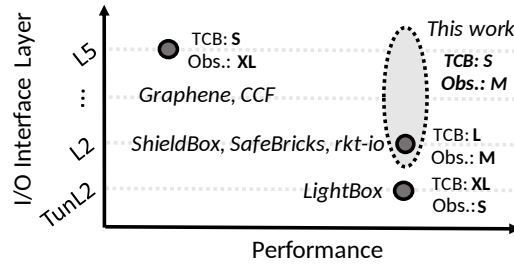 I/O Interface Layer
This work
L5
TCB: S
Obs.: XL
TCB: S
Obs.: M
...
Graphene, CCF
L2
ShieldBox, SafeBricks, rkt-io
TCB: L
Obs.: M
TunL2
LightBox
TCB: XL
Obs.:S
Performance